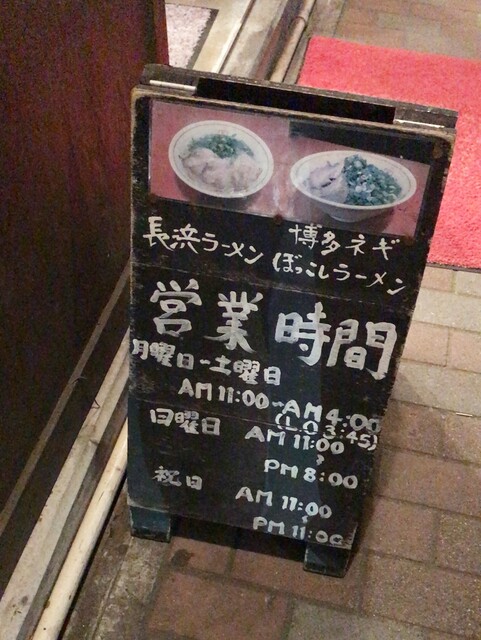 長浜ラーメン
博多ネギ
ぼっこしラーメン
営業時間
月曜日-土曜日
AM 11:00-AM 4:00
(L.O 3:45)
日曜日 AM 11:00
~
PM 8:00
祝日 AM 11:00
~
PM 11:00